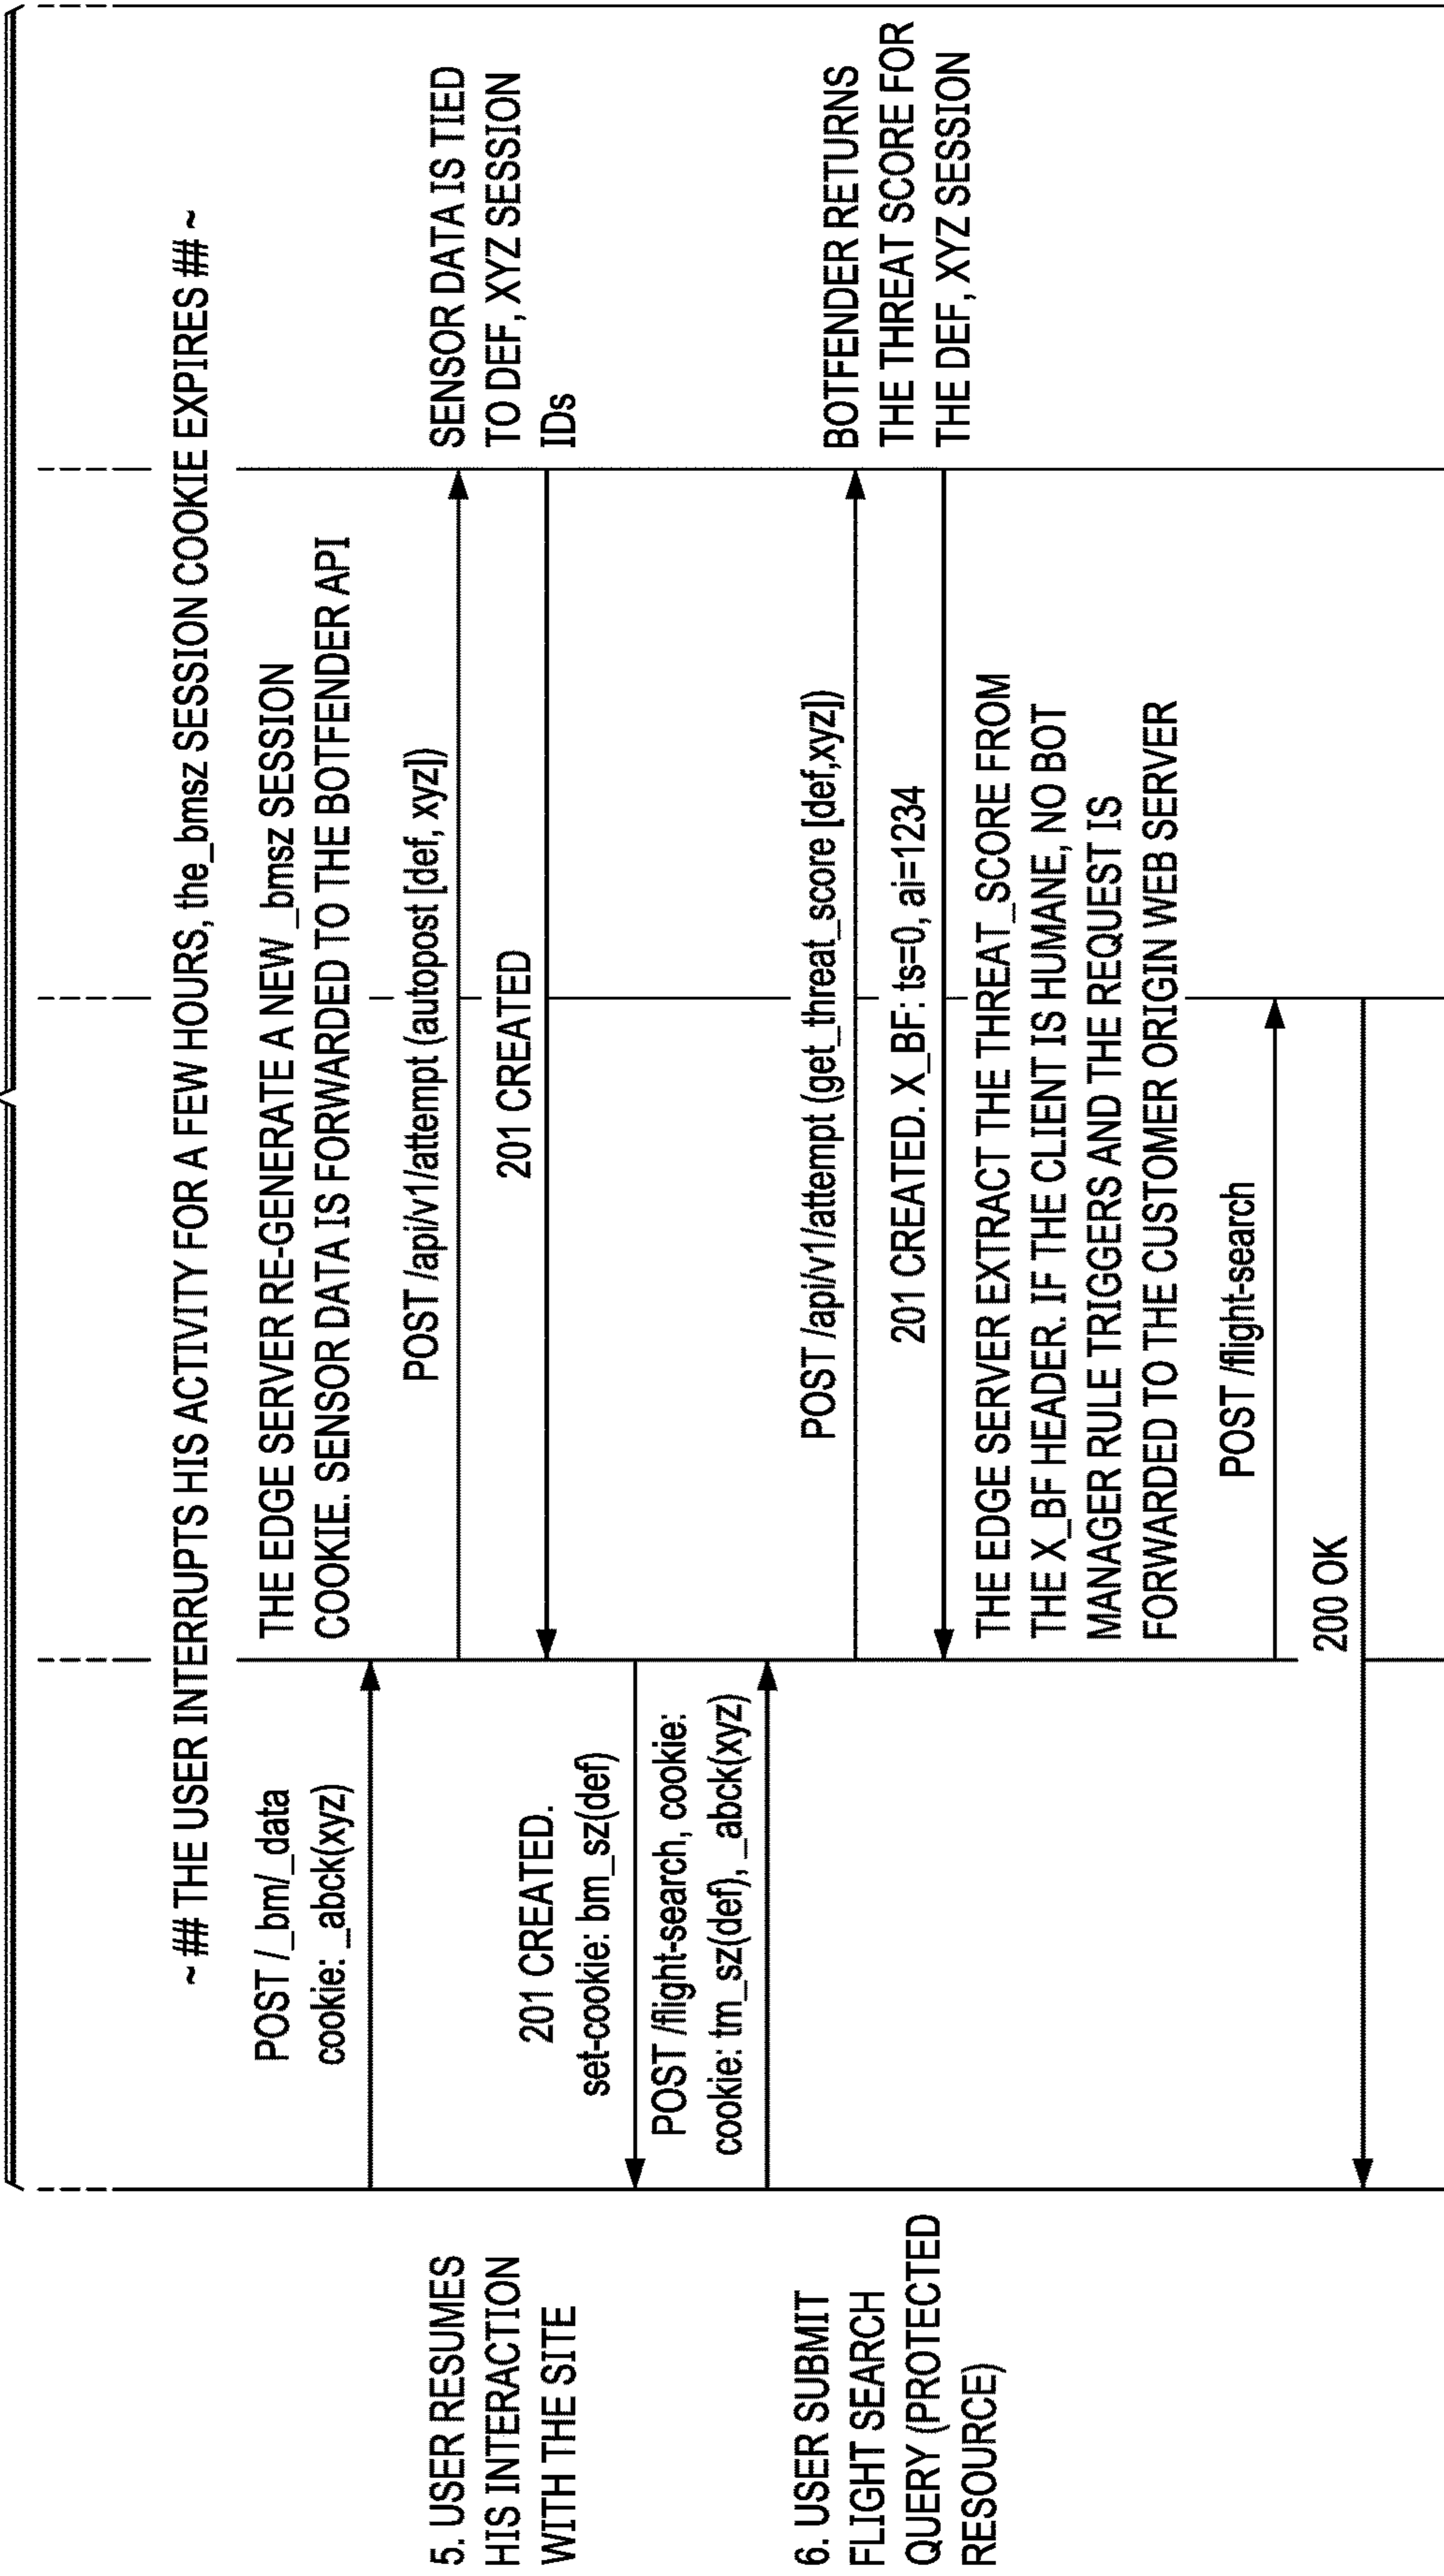 ~ ## THE USER INTERRUPTS HIS ACTIVITY FOR A FEW HOURS, the_bmsz SESSION COOKIE EXPIRES ## ~
5. USER RESUMES
HIS INTERACTION
WITH THE SITE
POST /_bm/_data
cookie: _abck(xyz)
THE EDGE SERVER RE-GENERATE A NEW _bmsz SESSION
COOKIE. SENSOR DATA IS FORWARDED TO THE BOTFENDER API
POST /api/v1/attempt (autopost [def, xyz])
SENSOR DATA IS TIED
TO DEF, XYZ SESSION
IDs
201 CREATED
201 CREATED.
set-cookie: bm_sz(def)
6. USER SUBMIT
FLIGHT SEARCH
QUERY (PROTECTED
RESOURCE)
POST /flight-search, cookie:
cookie: tm_sz(def), _abck(xyz)
POST /api/v1/attempt (get_threat_score [def,xyz])
BOTFENDER RETURNS
THE THREAT SCORE FOR
THE DEF, XYZ SESSION
201 CREATED. X_BF: ts=0, ai=1234
THE EDGE SERVER EXTRACT THE THREAT_SCORE FROM
THE X_BF HEADER. IF THE CLIENT IS HUMANE, NO BOT
MANAGER RULE TRIGGERS AND THE REQUEST IS
FORWARDED TO THE CUSTOMER ORIGIN WEB SERVER
POST /flight-search
200 OK